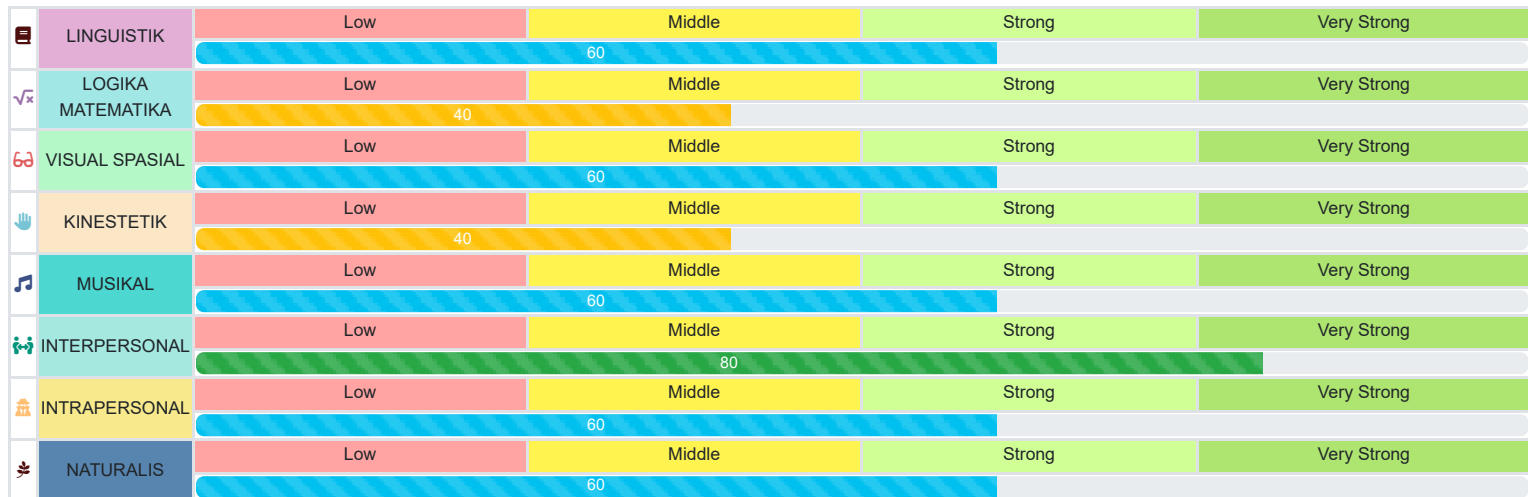 LINGUISTIK
Low Middle Strong Very Strong
60
LOGIKA
MATEMATIKA
Low Middle Strong Very Strong
40
VISUAL SPASIAL
Low Middle Strong Very Strong
60
KINESTETIK
Low Middle Strong Very Strong
40
MUSIKAL
Low Middle Strong Very Strong
60
INTERPERSONAL
Low Middle Strong Very Strong
80
INTRAPERSONAL
Low Middle Strong Very Strong
60
NATURALIS
Low Middle Strong Very Strong
60